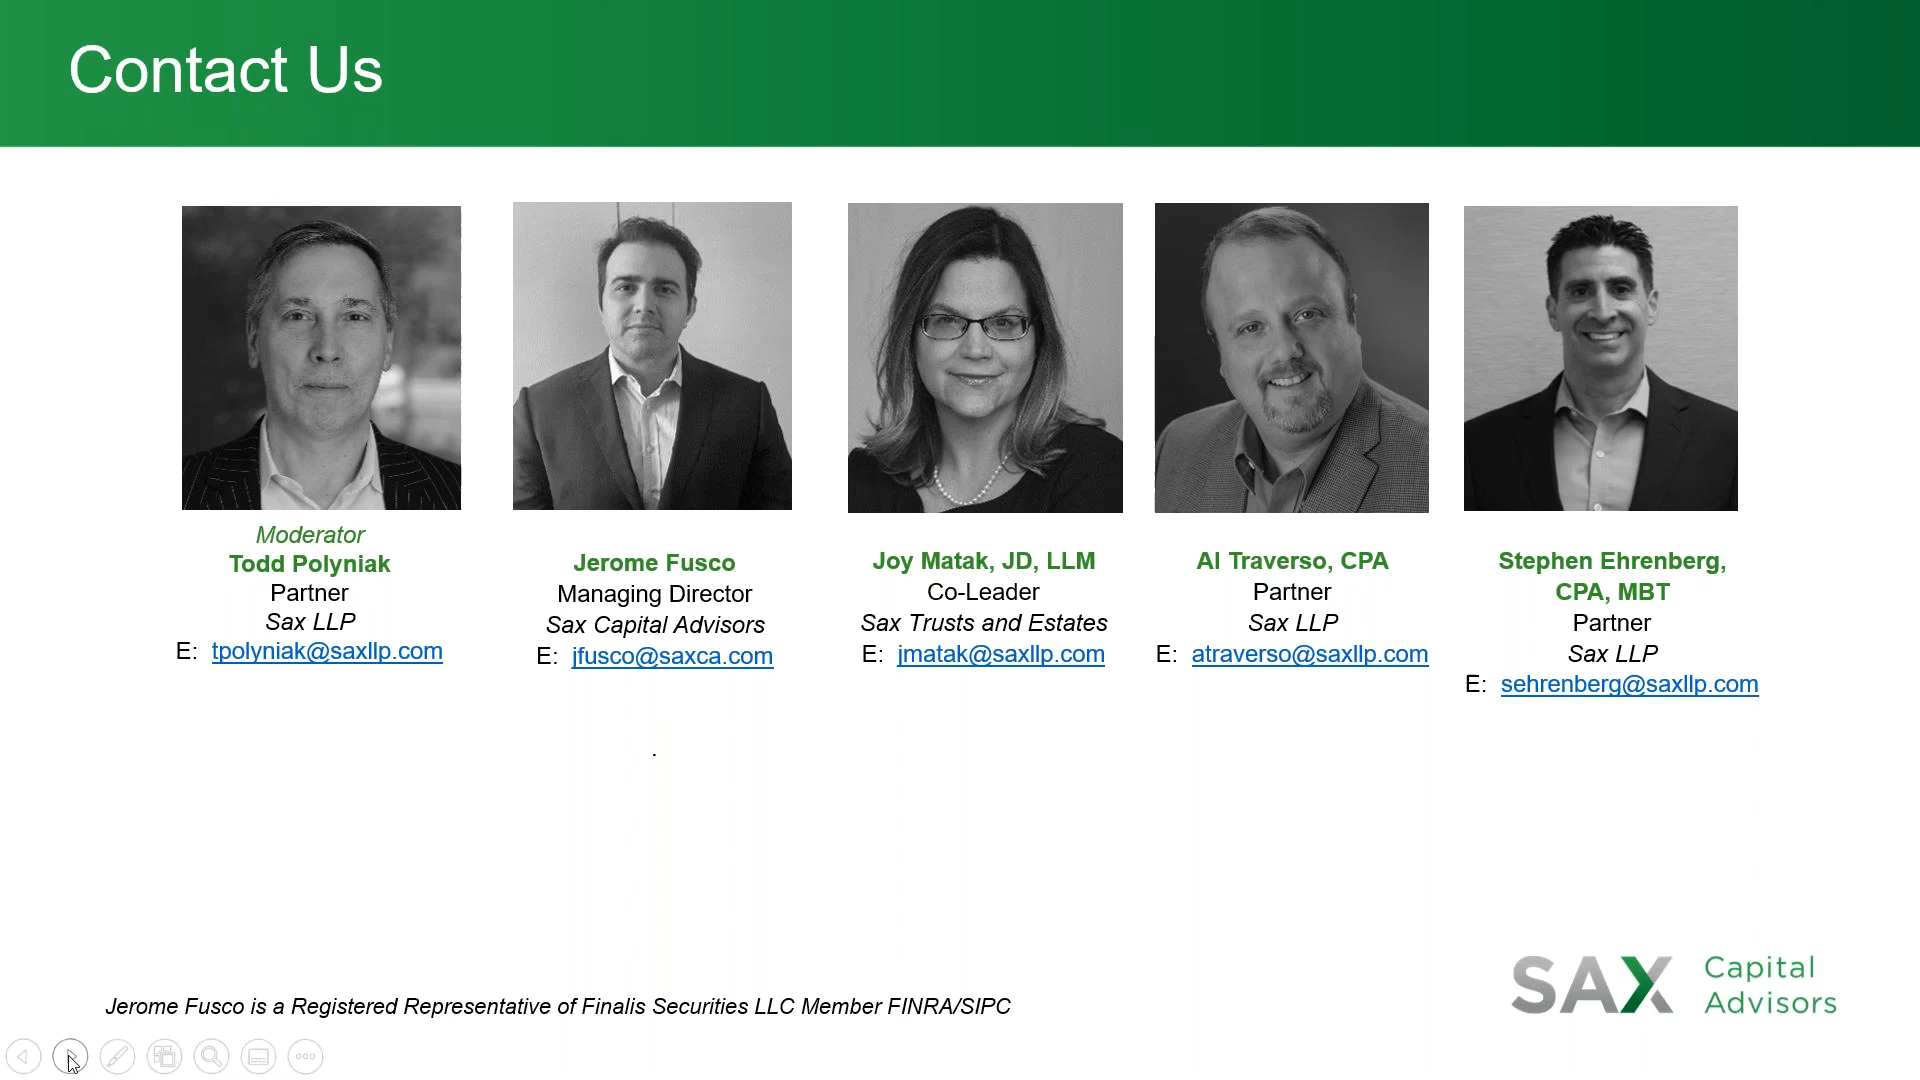 Contact Us
Moderator
Todd Polyniak
Partner
Sax LLP
E: tpolyniak@saxllp.com
Jerome Fusco
Managing Director
Sax Capital Advisors
E: jfusco@saxca.com
Joy Matak, JD, LLM
Co-Leader
Sax Trusts and Estates
E: jmatak@saxllp.com
Al Traverso, CPA
Partner
Sax LLP
E: atraverso@saxllp.com
Stephen Ehrenberg,
CPA, MBT
Partner
Sax LLP
E: sehrenberg@saxllp.com
.
Jerome Fusco is a Registered Representative of Finalis Securities LLC Member FINRA/SIPC
SAX Capital
Advisors